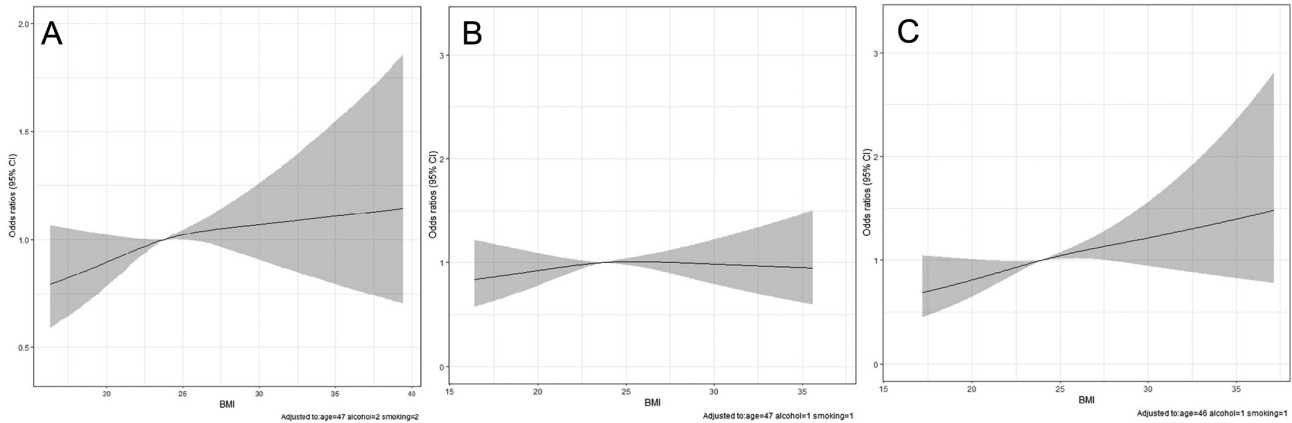 A
2.0
1.5
1.0
0.5
Odds ratios (95% CI)
20
25
30
35
40
BMI
Adjusted to:age=47 alcohol=2 smoking=2
B
3
2
1
0
Odds ratios (95% CI)
15
20
25
30
35
BMI
Adjusted to:age=47 alcohol=1 smoking=1
C
3
2
1
0
Odds ratios (95% CI)
15
20
25
30
35
BMI
Adjusted to:age=46 alcohol=1 smoking=1